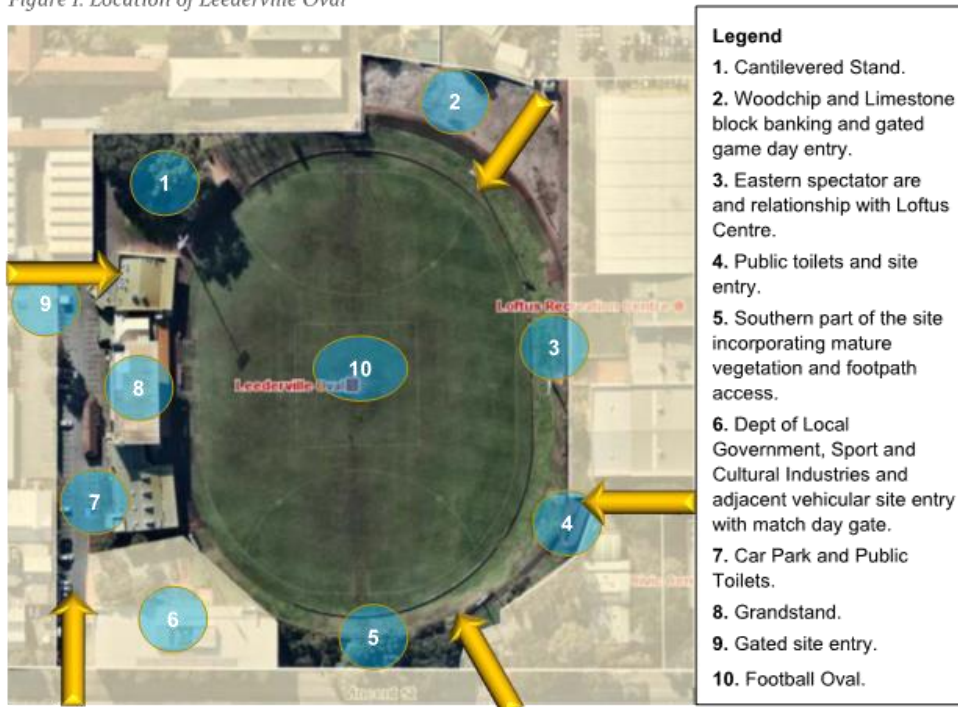 Figure 1: Location of Leederville Oval
Legend
1. Cantilevered Stand.
2. Woodchip and Limestone
block banking and gated
game day entry.
3. Eastern spectator are
and relationship with Loftus
Centre.
4. Public toilets and site
entry.
5. Southern part of the site
incorporating mature
vegetation and footpath
access.
6. Dept of Local
Government, Sport and
Cultural Industries and
adjacent vehicular site entry
with match day gate.
7. Car Park and Public
Toilets.
8. Grandstand.
9. Gated site entry.
10. Football Oval.
2
1
9
Loftus Recreation Centre
3
10
Leederville Oval
8
7
4
6
5
Vincent St